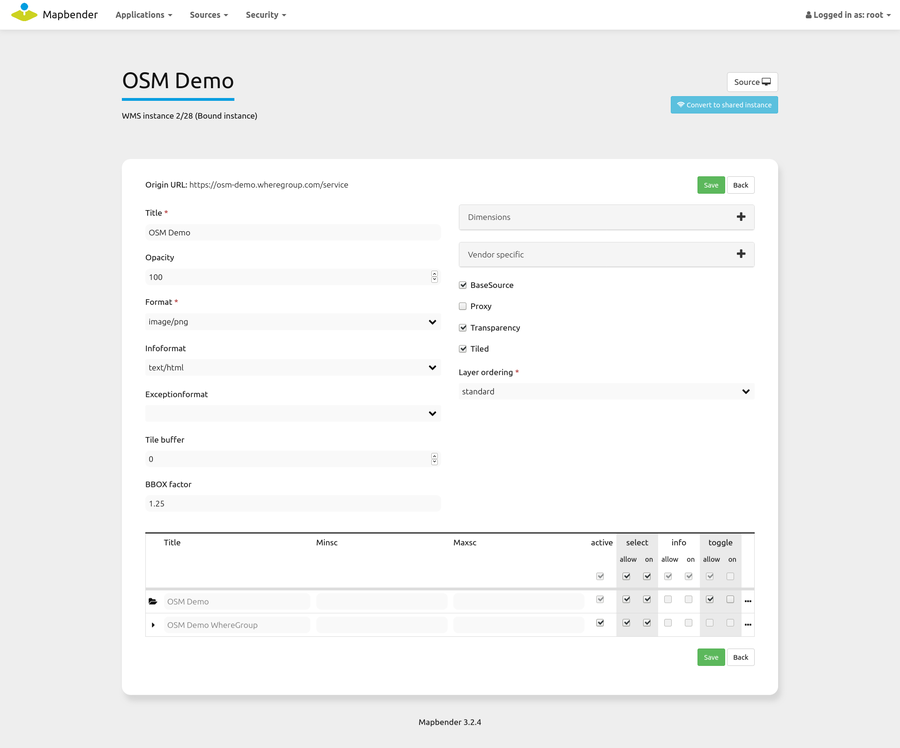 Mapbender Applications Sources Security Logged in as: root
OSM Demo
Source
Convert to shared instance
WMS instance 2/28 (Bound instance)
Origin URL: https://osm-demo.wheregroup.com/service
Save Back
Title *
OSM Demo
Opacity
100
Format *
image/png
Infoformat
text/html
Exceptionformat
Tile buffer
0
BBOX factor
1.25
Dimensions
Vendor specific
BaseSource
Proxy
Transparency
Tiled
Layer ordering *
standard
Title Minsc Maxsc active select info toggle
allow on allow on allow on
OSM Demo
OSM Demo WhereGroup
Save Back
Mapbender 3.2.4